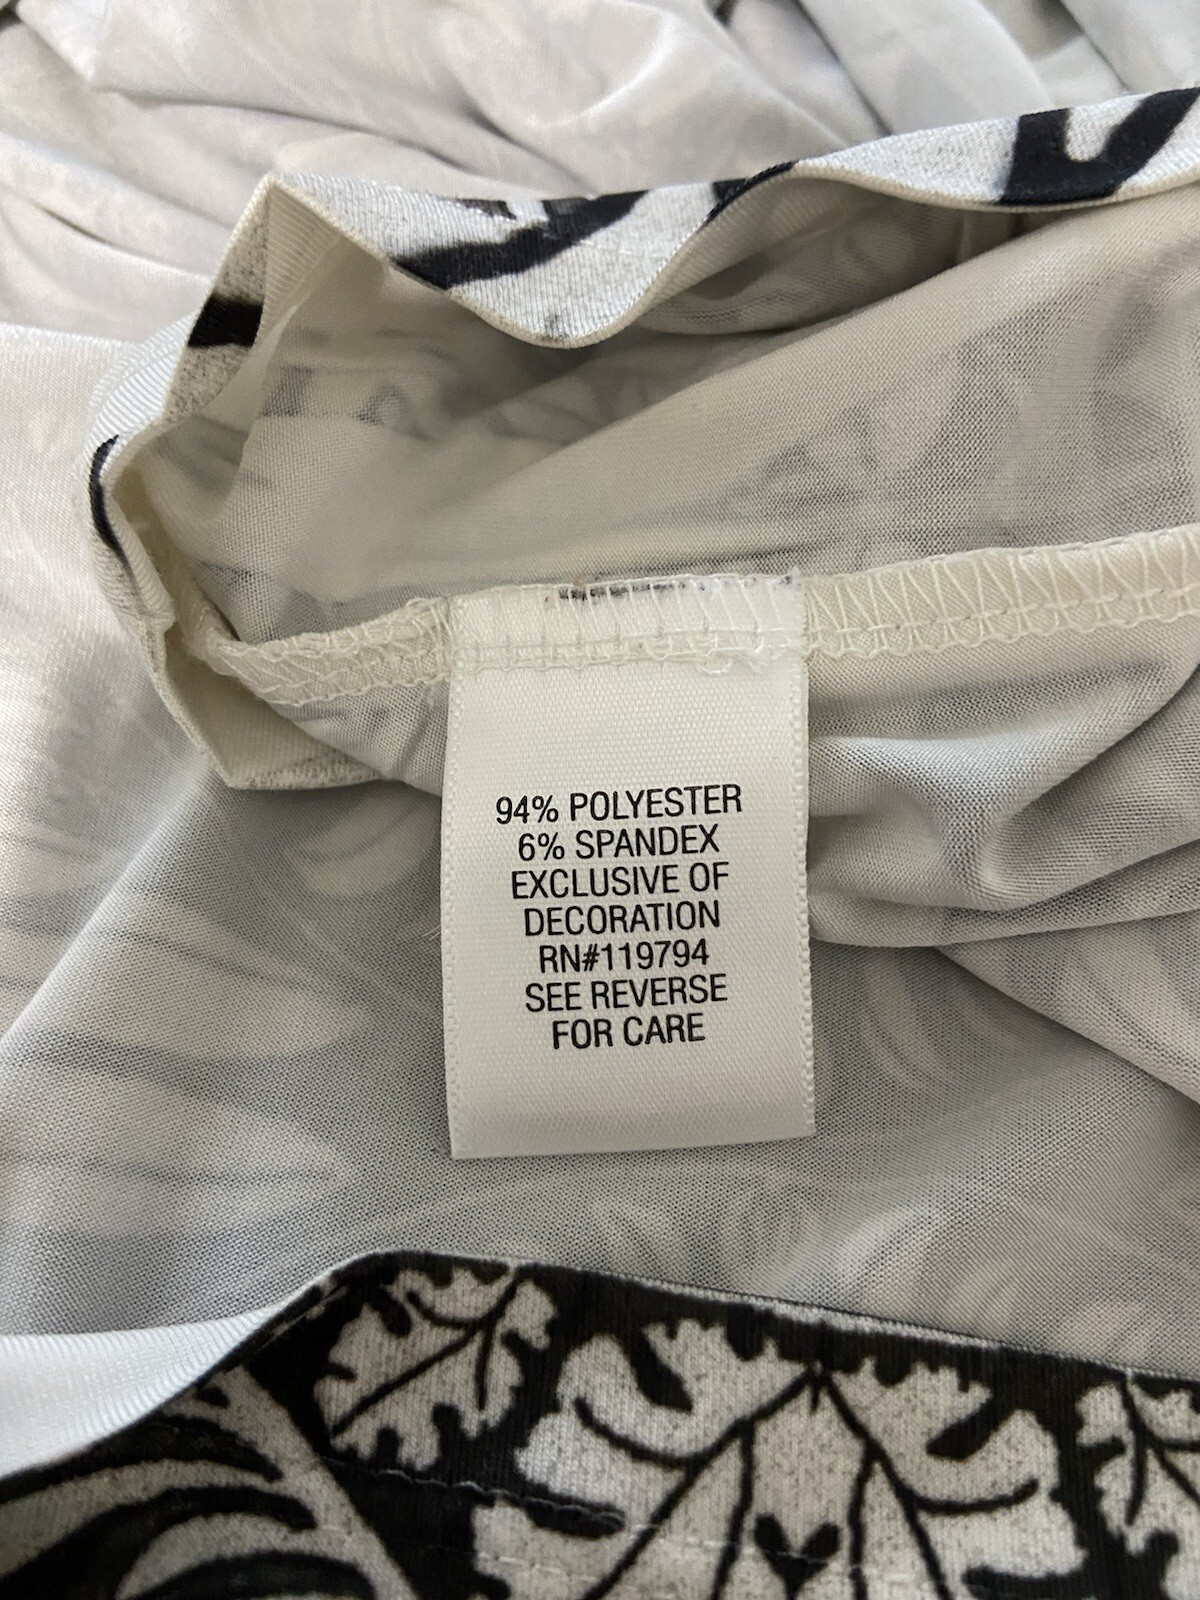 94% POLYESTER
6% SPANDEX
EXCLUSIVE OF
DECORATION
RN#119794
SEE REVERSE
FOR CARE